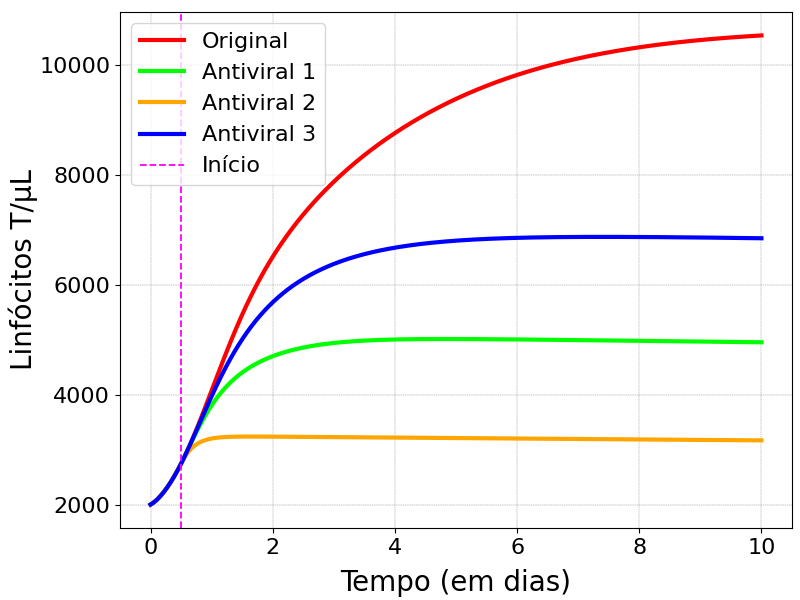 Original
Antiviral 1
Antiviral 2
Antiviral 3
Início
Linfócitos T/µL
10000
8000
6000
4000
2000
0 2 4 6 8 10
Tempo (em dias)